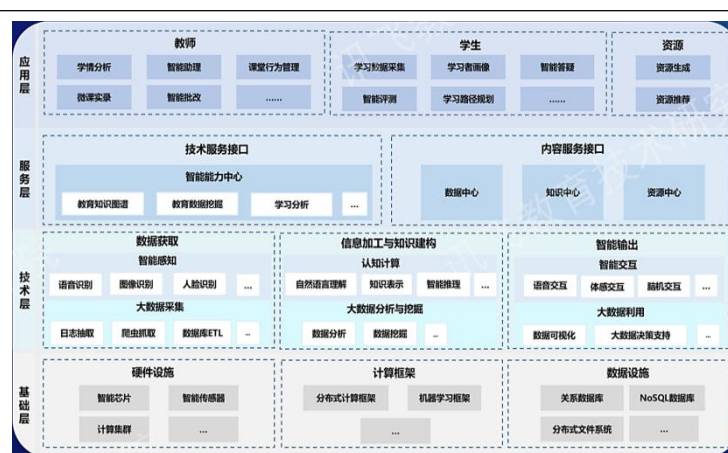 应用层
教师
学情分析 智能助理 课堂行为管理
微课实录 智能批改 ......
学生
学习数据采集 学习者画像 智能答疑
智能评测 学习路径规划 ......
资源
资源生成
资源推荐
服务层
技术服务接口
智能能力中心
教育知识图谱 教育数据挖掘 学习分析 ...
内容服务接口
数据中心 知识中心 资源中心
技术层
数据获取
智能感知
语音识别 图像识别 人脸识别 ...
大数据采集
日志抽取 爬虫抓取 数据库ETL ..
信息加工与知识建构
认知计算
自然语言理解 知识表示 智能推理 ...
大数据分析与挖掘
数据分析 数据挖掘 ..
智能输出
智能交互
语音交互 体感交互 脑机交互 ...
大数据利用
数据可视化 大数据决策支持 ..
基础层
硬件设施
智能芯片 智能传感器
计算集群 ...
计算框架
分布式计算框架 机器学习框架
...
数据设施
关系数据库 NoSQL数据库
分布式文件系统 ...